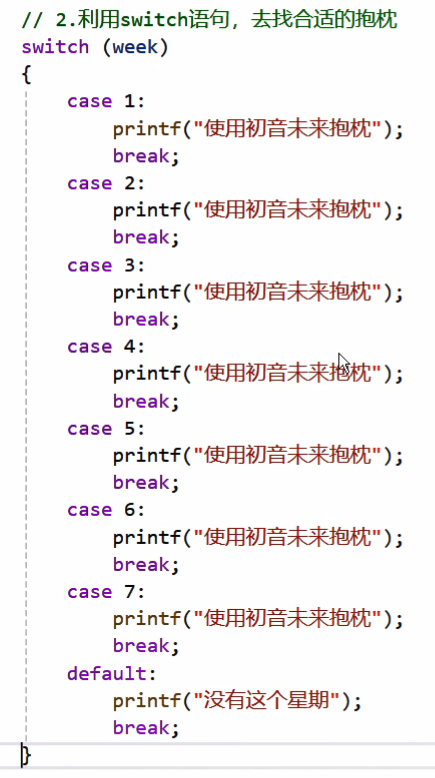 // 2.利用switch语句，去找合适的抱枕
switch (week)
{
    case 1:
        printf("使用初音未来抱枕");
        break;
    case 2:
        printf("使用初音未来抱枕");
        break;
    case 3:
        printf("使用初音未来抱枕");
        break;
    case 4:
        printf("使用初音未来抱枕");
        break;
    case 5:
        printf("使用初音未来抱枕");
        break;
    case 6:
        printf("使用初音未来抱枕");
        break;
    case 7:
        printf("使用初音未来抱枕");
        break;
    default:
        printf("没有这个星期");
        break;
}